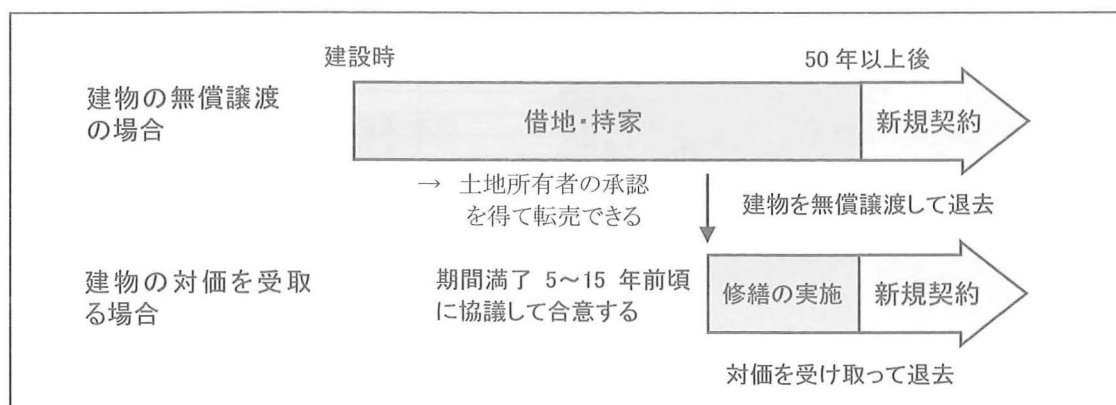 建設時
50 年以上後
建物の無償譲渡
の場合
借地・持家
新規契約
→ 土地所有者の承認
を得て転売できる
建物を無償譲渡して退去
建物の対価を受取
る場合
期間満了 5～15 年前頃
に協議して合意する
修繕の実施
新規契約
対価を受け取って退去